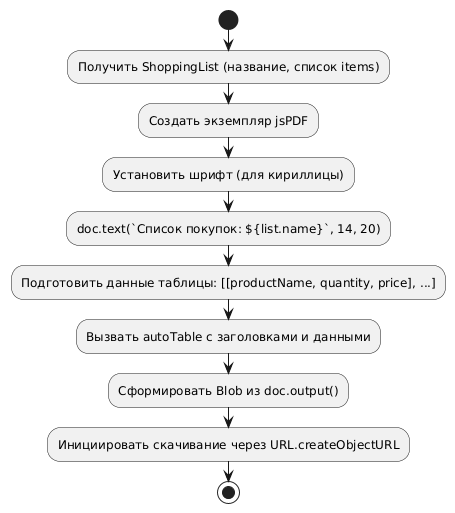 Получить ShoppingList (название, список items)
Создать экземпляр jsPDF
Установить шрифт (для кириллицы)
doc.text(`Список покупок: ${list.name}`, 14, 20)
Подготовить данные таблицы: [[productName, quantity, price], ...]
Вызвать autoTable с заголовками и данными
Сформировать Blob из doc.output()
Инициировать скачивание через URL.createObjectURL